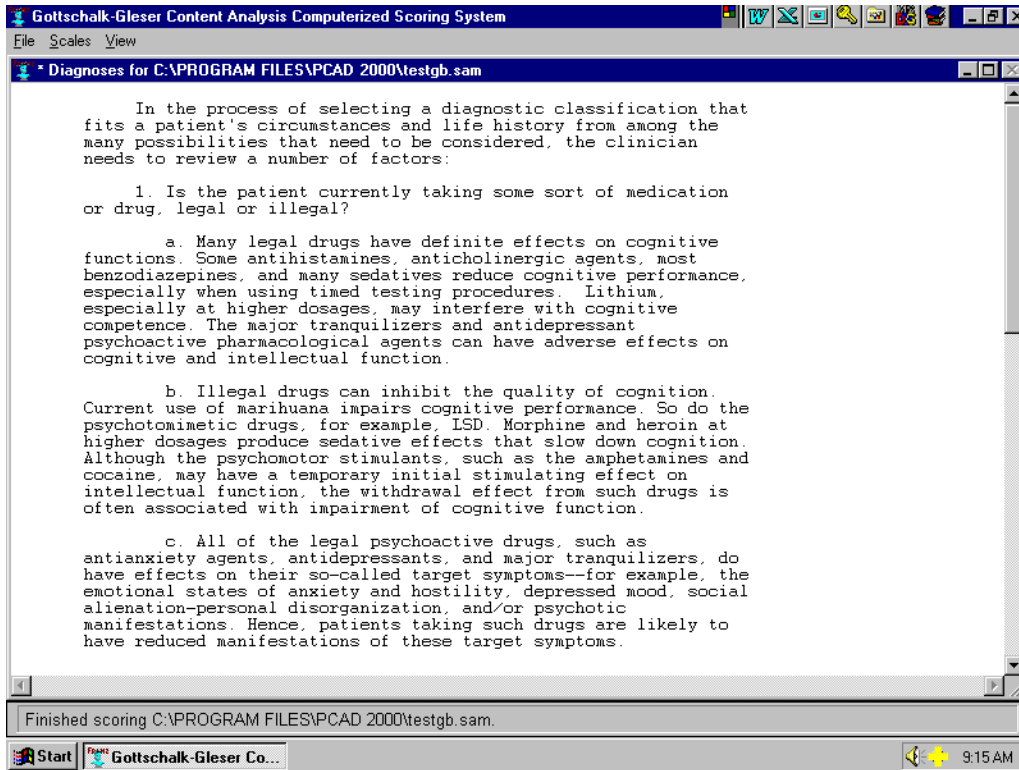 Gottschalk-Gleser Content Analysis Computerized Scoring System
File Scales View
* Diagnoses for C:\PROGRAM FILES\PCAD 2000\testgb.sam
In the process of selecting a diagnostic classification that
fits a patient's circumstances and life history from among the
many possibilities that need to be considered, the clinician
needs to review a number of factors:
1. Is the patient currently taking some sort of medication
or drug, legal or illegal?
a. Many legal drugs have definite effects on cognitive
functions. Some antihistamines, anticholinergic agents, most
benzodiazepines, and many sedatives reduce cognitive performance,
especially when using timed testing procedures.  Lithium,
especially at higher dosages, may interfere with cognitive
competence. The major tranquilizers and antidepressant
psychoactive pharmacological agents can have adverse effects on
cognitive and intellectual function.
b. Illegal drugs can inhibit the quality of cognition.
Current use of marihuana impairs cognitive performance. So do the
psychotomimetic drugs, for example, LSD. Morphine and heroin at
higher dosages produce sedative effects that slow down cognition.
Although the psychomotor stimulants, such as the amphetamines and
cocaine, may have a temporary initial stimulating effect on
intellectual function, the withdrawal effect from such drugs is
often associated with impairment of cognitive function.
c. All of the legal psychoactive drugs, such as
antianxiety agents, antidepressants, and major tranquilizers, do
have effects on their so-called target symptoms--for example, the
emotional states of anxiety and hostility, depressed mood, social
alienation-personal disorganization, and/or psychotic
manifestations. Hence, patients taking such drugs are likely to
have reduced manifestations of these target symptoms.
Finished scoring C:\PROGRAM FILES\PCAD 2000\testgb.sam.
Start Gottschalk-Gleser Co... 9:15 AM